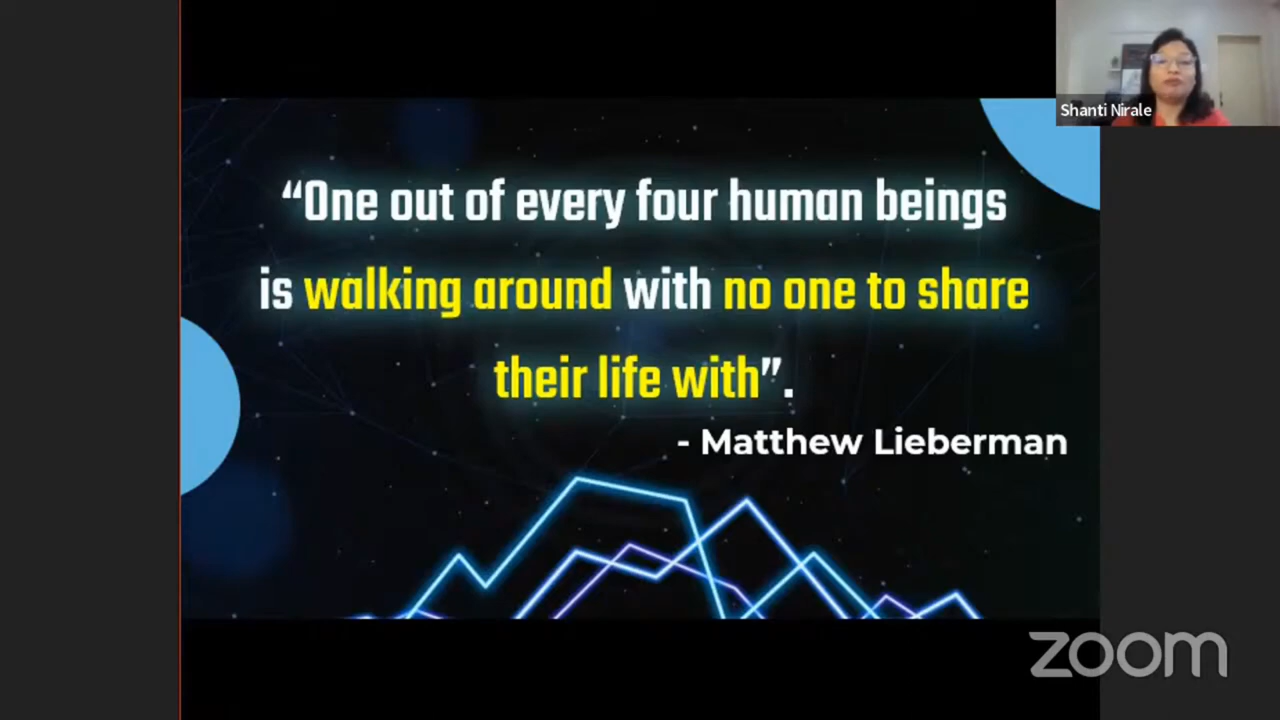 Shanti Nirale
“One out of every four human beings
is walking around with no one to share
their life with”.
- Matthew Lieberman
zoom